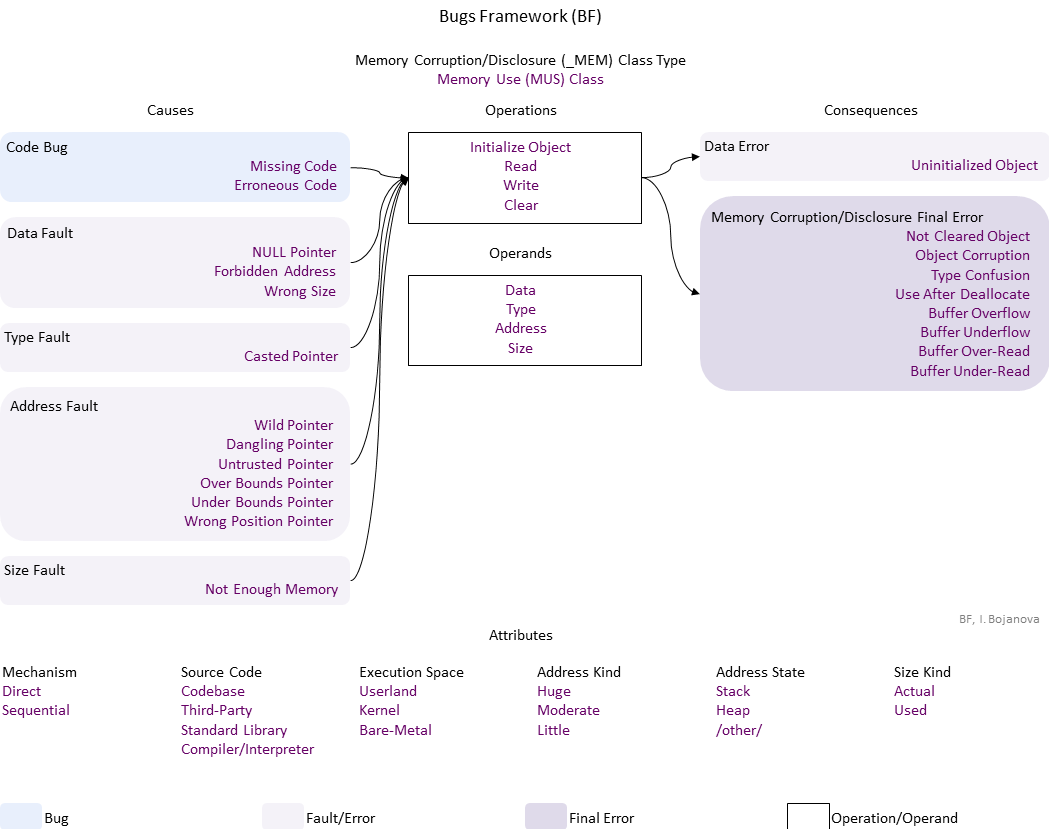 Bugs Framework (BF)
Memory Corruption/Disclosure (_MEM) Class Type
Memory Use (MUS) Class
Causes
Operations
Consequences
Code Bug
Missing Code
Erroneous Code
Data Fault
NULL Pointer
Forbidden Address
Wrong Size
Type Fault
Casted Pointer
Address Fault
Wild Pointer
Dangling Pointer
Untrusted Pointer
Over Bounds Pointer
Under Bounds Pointer
Wrong Position Pointer
Size Fault
Not Enough Memory
Initialize Object
Read
Write
Clear
Operands
Data
Type
Address
Size
Data Error
Uninitialized Object
Memory Corruption/Disclosure Final Error
Not Cleared Object
Object Corruption
Type Confusion
Use After Deallocate
Buffer Overflow
Buffer Underflow
Buffer Over-Read
Buffer Under-Read
BF, I. Bojanova
Attributes
Mechanism
Direct
Sequential
Source Code
Codebase
Third-Party
Standard Library
Compiler/Interpreter
Execution Space
Userland
Kernel
Bare-Metal
Address Kind
Huge
Moderate
Little
Address State
Stack
Heap
/other/
Size Kind
Actual
Used
Bug
Fault/Error
Final Error
Operation/Operand